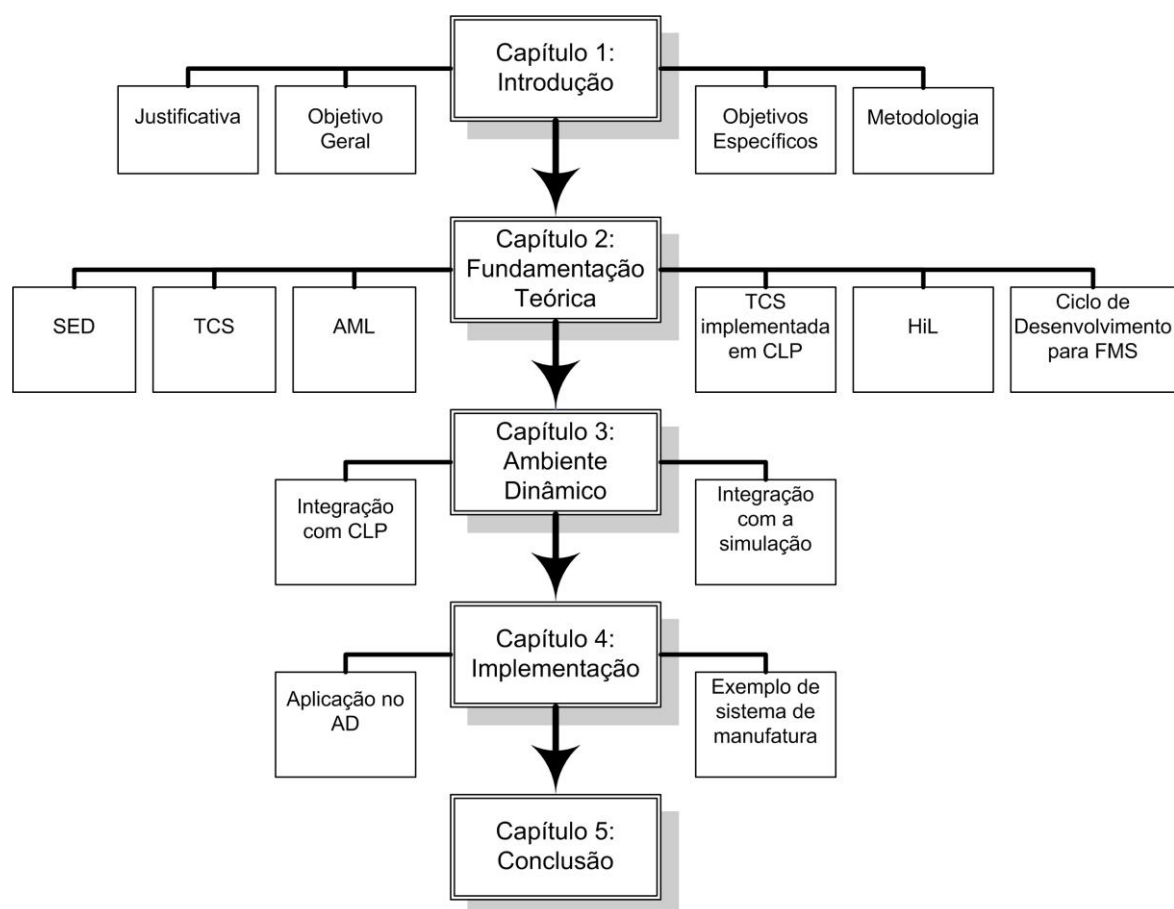 Capítulo 1:
Introdução
Justificativa
Objetivo
Geral
Objetivos
Específicos
Metodologia
Capítulo 2:
Fundamentação
Teórica
SED
TCS
AML
TCS
implementada
em CLP
HiL
Ciclo de
Desenvolvimento
para FMS
Capítulo 3:
Ambiente
Dinâmico
Integração
com CLP
Integração
com a
simulação
Capítulo 4:
Implementação
Aplicação no
AD
Exemplo de
sistema de
manufatura
Capítulo 5:
Conclusão